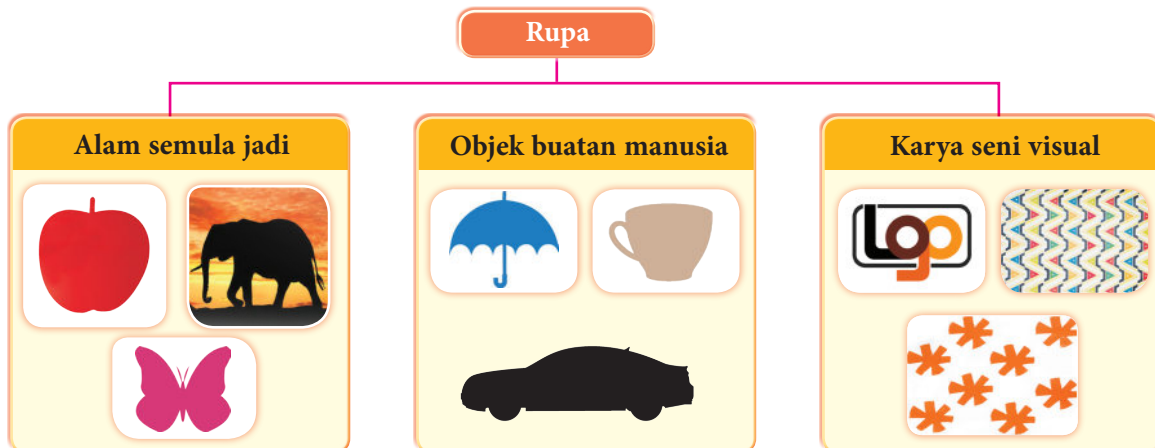 Rupa
Alam semula jadi
Objek buatan manusia
Karya seni visual
Logo